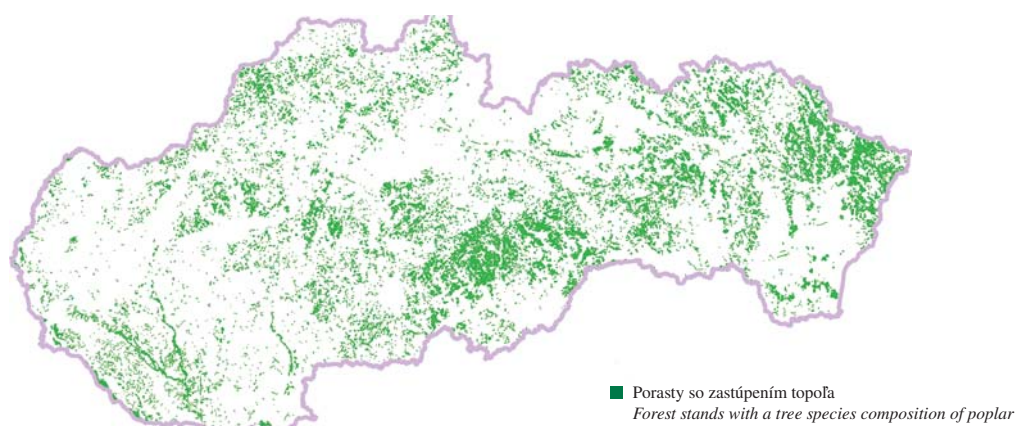 Porasty so zastúpením topoľa
Forest stands with a tree species composition of poplar